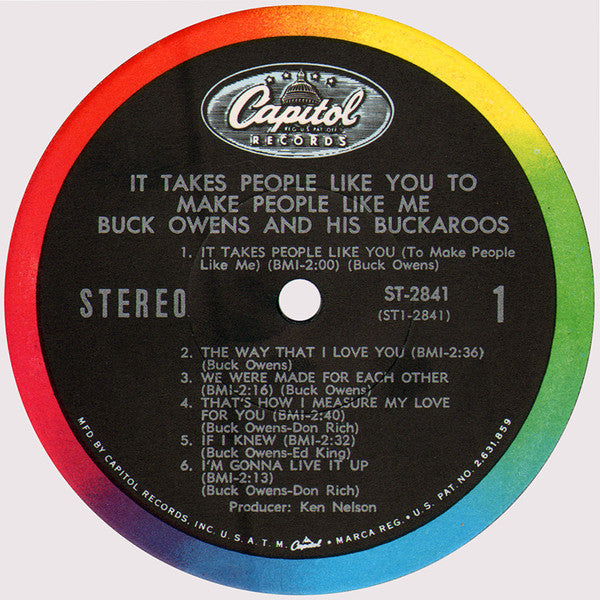 Capitol
REG. U.S. PAT. OFF.
RECORDS
IT TAKES PEOPLE LIKE YOU TO
MAKE PEOPLE LIKE ME
BUCK OWENS AND HIS BUCKAROOS
1. IT TAKES PEOPLE LIKE YOU (To Make People
Like Me) (BMI-2:00) (Buck Owens)
STEREO
ST-2841
(ST1-2841)
1
2. THE WAY THAT I LOVE YOU (BMI-2:36)
(Buck Owens)
3. WE WERE MADE FOR EACH OTHER
(BMI-2:16) (Buck Owens)
4. THAT'S HOW I MEASURE MY LOVE
FOR YOU (BMI-2:40)
(Buck Owens-Don Rich)
5. IF I KNEW (BMI-2:32)
(Buck Owens-Ed King)
6. I'M GONNA LIVE IT UP
(BMI-2:13)
(Buck Owens-Don Rich)
Producer: Ken Nelson
MFD. BY CAPITOL RECORDS, INC. U.S.A. T.M. Capitol • MARCA REG. • U.S. PAT. NO. 2,631,859